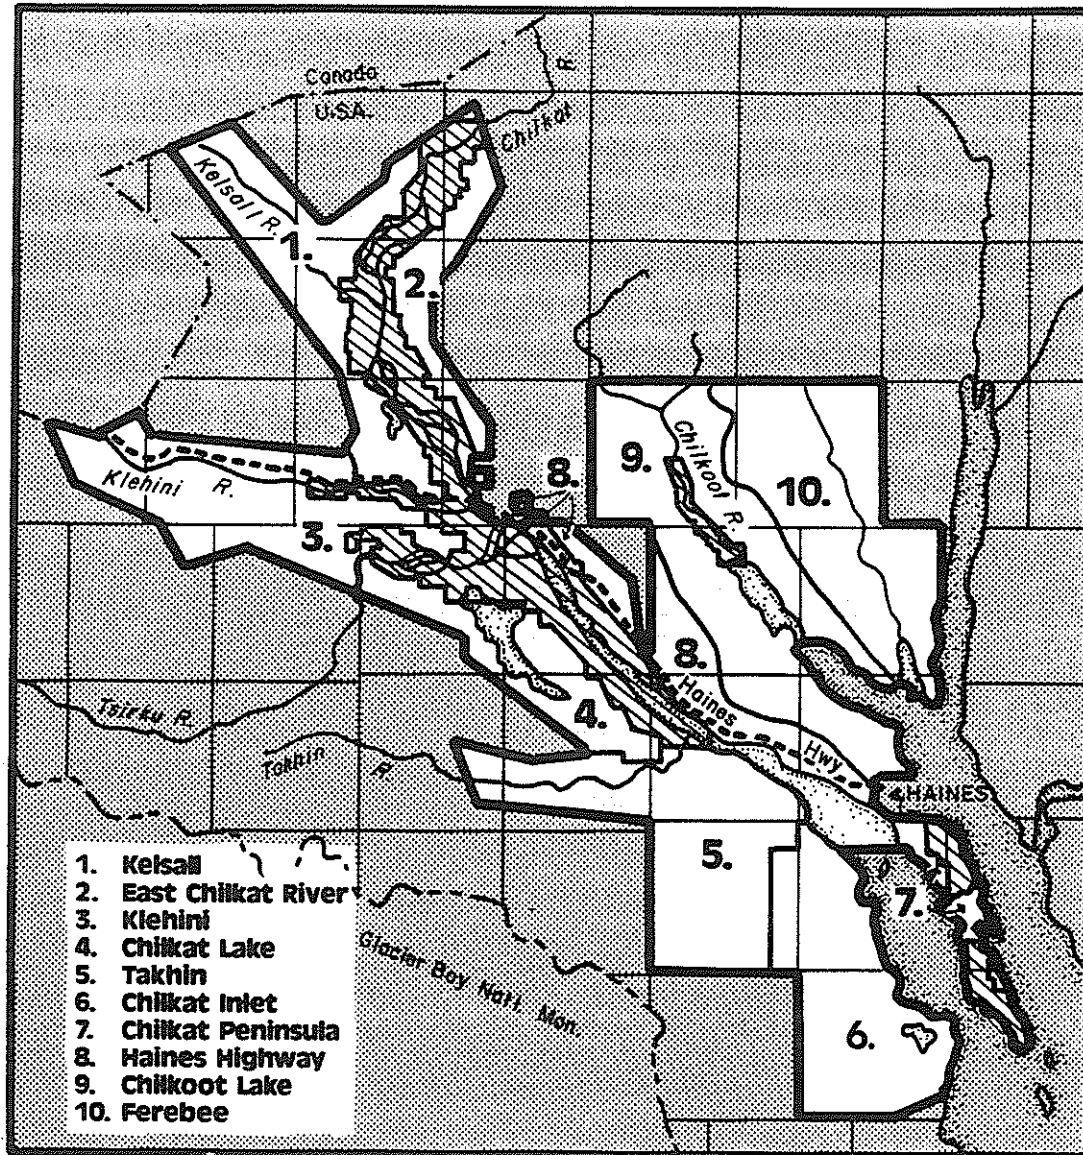 Canada
U.S.A.
R.
Chilkat
Kelsall R.
1.
2.
Klehini R.
3.
8.
9.
Chilkoot R.
10.
8.
Haines
Hwy
HAINES
4.
Tsirku R.
Takhin R
5.
7.
6.
Glacier Bay Natl. Mon.
1. Kelsall
2. East Chilkat River
3. Klehini
4. Chilkat Lake
5. Takhin
6. Chilkat Inlet
7. Chilkat Peninsula
8. Haines Highway
9. Chilkoot Lake
10. Ferebee